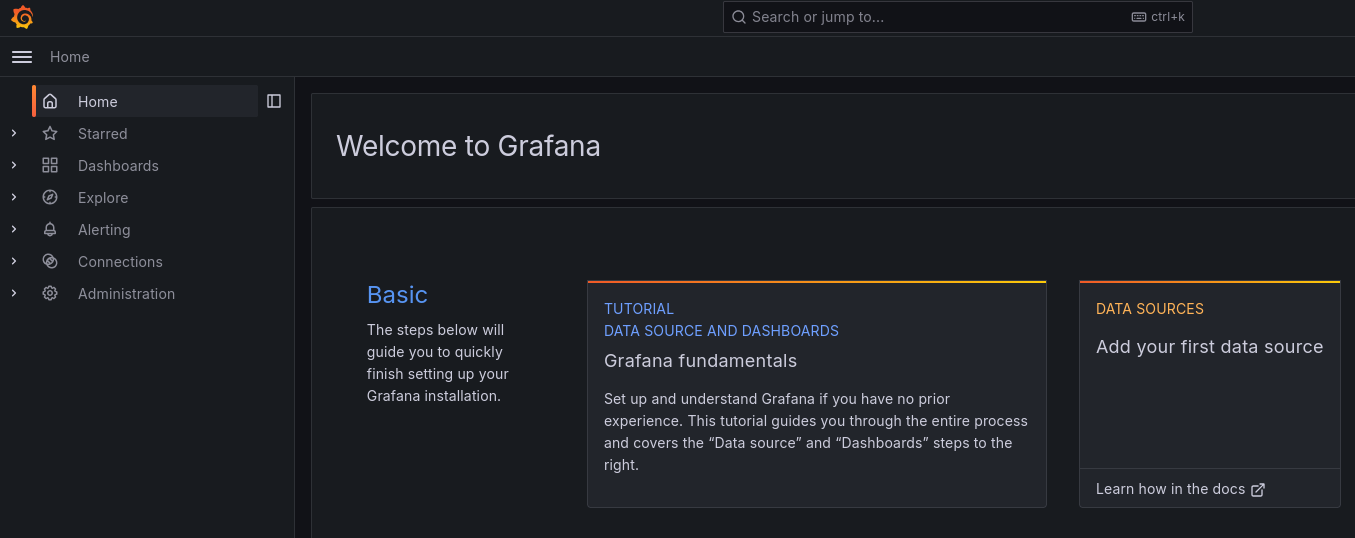 Search or jump to...
ctrl+k
Home
Home
Starred
Dashboards
Explore
Alerting
Connections
Administration
Welcome to Grafana
Basic
The steps below will
guide you to quickly
finish setting up your
Grafana installation.
TUTORIAL
DATA SOURCE AND DASHBOARDS
Grafana fundamentals
Set up and understand Grafana if you have no prior
experience. This tutorial guides you through the entire process
and covers the “Data source” and “Dashboards” steps to the
right.
DATA SOURCES
Add your first data source
Learn how in the docs